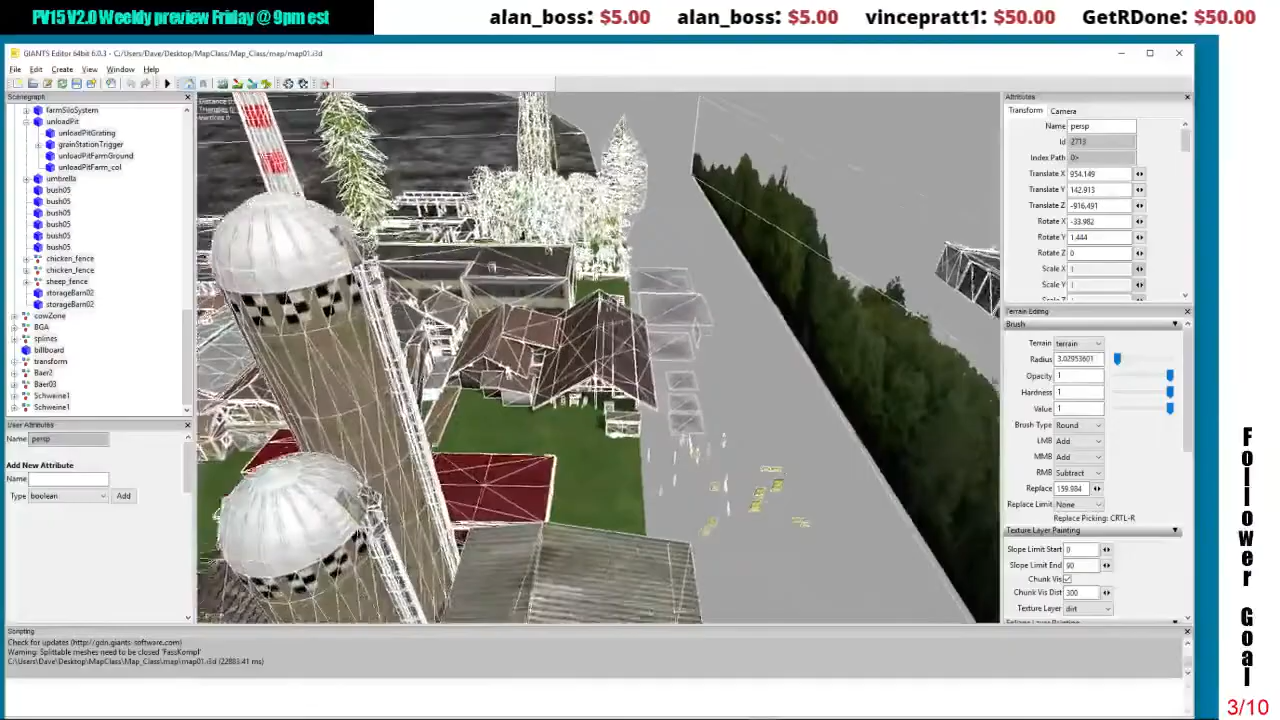 PV15 V2.0 Weekly preview Friday @ 9pm est
alan_boss: $5.00 alan_boss: $5.00 vincepratt1: $50.00 GetRDone: $50.00
GIANTS Editor 64bit 6.0.3 - C:/Users/Dave/Desktop/MapClass/Map_Class/map/map01.i3d
File Edit Create View Window Help
Scenegraph
farmSiloSystem
unloadPit
unloadPitGrating
grainStationTrigger
unloadPitFarmGround
unloadPitFarm_col
umbrella
bush05
bush05
bush05
bush05
bush05
bush05
chicken_fence
chicken_fence
sheep_fence
storageBarn02
storageBarn02
cowZone
BGA
splines
billboard
transform
Baer2
Baer03
Schweine1
Schweine1
User Attributes
Name persp
Add New Attribute
Name
Type boolean Add
Attributes
Transform Camera
Name persp
Id 2713
Index Path 0>
Translate X 954.149
Translate Y 142.913
Translate Z -916.491
Rotate X -33.982
Rotate Y 1.444
Rotate Z 0
Scale X 1
Scale Y 1
Terrain Editing
Brush
Terrain terrain
Radius 3.02953601
Opacity 1
Hardness 1
Value 1
Brush Type Round
LMB Add
MMB Add
RMB Subtract
Replace 159.984
Replace Limit None
Replace Picking: CRTL-R
Texture Layer Painting
Slope Limit Start 0
Slope Limit End 90
Chunk Vis
Chunk Vis Dist 300
Texture Layer dirt
Scripting
Check for updates (http://gdn.giants-software.com)
Warning: Splittable meshes need to be closed 'FassKompl'
C:\Users\Dave\Desktop\MapClass\Map_Class\map\map01.i3d (22883.41 ms)
Follower Goal
3/10